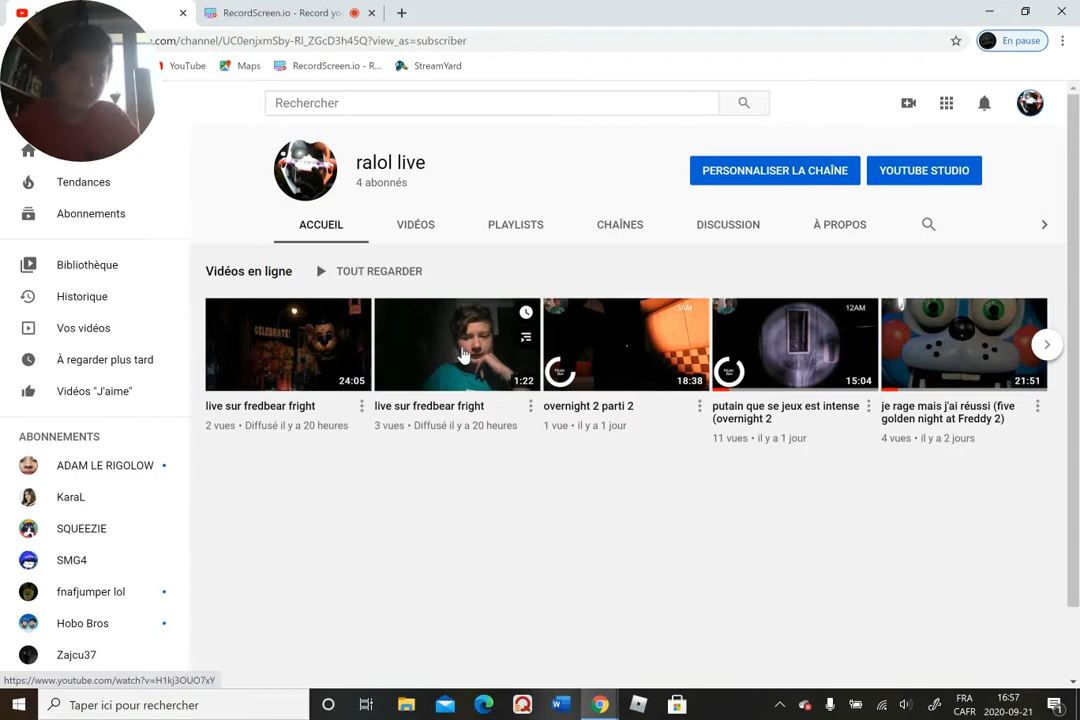 RecordScreen.io - Record yo
.com/channel/UC0enjxmSby-Rl_ZGcD3h45Q?view_as=subscriber
En pause
YouTube
Maps
RecordScreen.io - R...
StreamYard
Rechercher
ralol live
4 abonnés
PERSONNALISER LA CHAÎNE
YOUTUBE STUDIO
Tendances
Abonnements
ACCUEIL
VIDÉOS
PLAYLISTS
CHAÎNES
DISCUSSION
À PROPOS
Bibliothèque
Historique
Vos vidéos
À regarder plus tard
Vidéos "J'aime"
ABONNEMENTS
ADAM LE RIGOLOW
KaraL
SQUEEZIE
SMG4
fnafjumper lol
Hobo Bros
Zajcu37
Vidéos en ligne
TOUT REGARDER
CELEBRATE!
24:05
live sur fredbear fright
2 vues • Diffusé il y a 20 heures
1:22
live sur fredbear fright
3 vues • Diffusé il y a 20 heures
3AM
18:38
overnight 2 parti 2
1 vue • il y a 1 jour
12AM
15:04
putain que se jeux est intense
(overnight 2
11 vues • il y a 1 jour
21:51
je rage mais j'ai réussi (five
golden night at Freddy 2)
4 vues • il y a 2 jours
https://www.youtube.com/watch?v=H1kj3OUO7xY
Taper ici pour rechercher
FRA
CAFR
16:57
2020-09-21